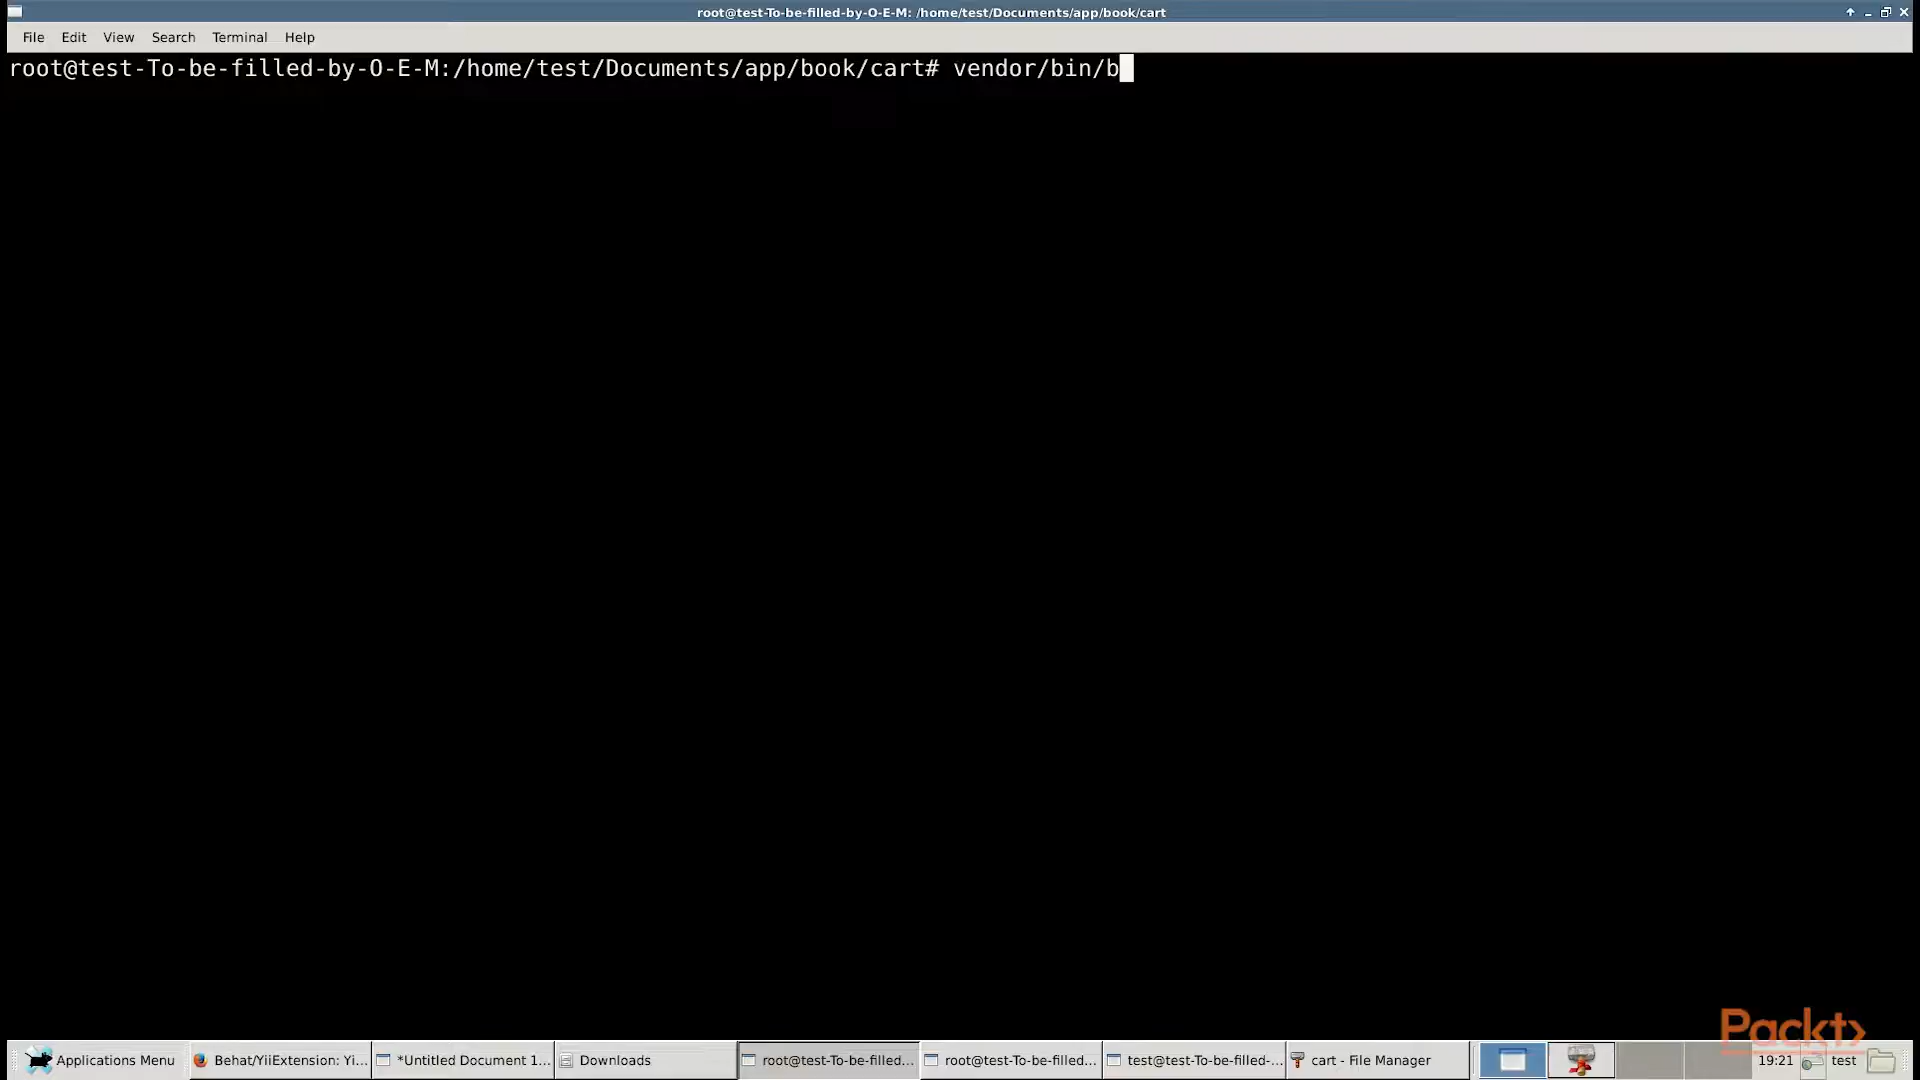 root@test-To-be-filled-by-O-E-M: /home/test/Documents/app/book/cart
File Edit View Search Terminal Help
root@test-To-be-filled-by-O-E-M:/home/test/Documents/app/book/cart# vendor/bin/b
Packt>
Applications Menu Behat/YiiExtension: Yi... *Untitled Document 1... Downloads root@test-To-be-filled... root@test-To-be-filled... test@test-To-be-filled-... cart - File Manager 19:21 test